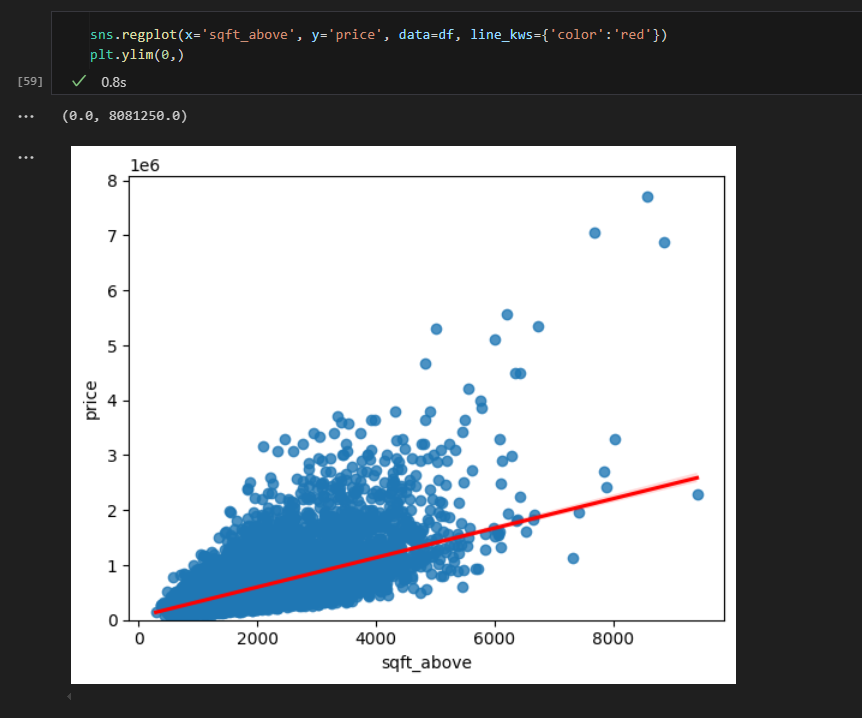 sns.regplot(x='sqft_above', y='price', data=df, line_kws={'color':'red'})
plt.ylim(0,)
[59]
✓ 0.8s
... (0.0, 8081250.0)
...
1e6
8
7
6
5
4
3
2
1
0
price
0 2000 4000 6000 8000
sqft_above